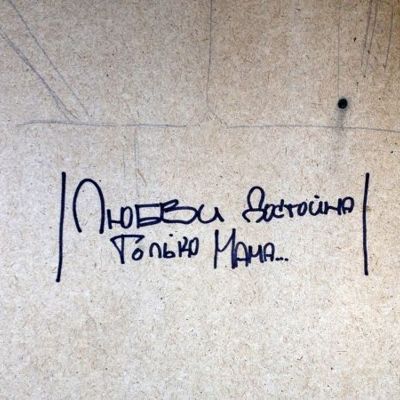 Любви достойна
Только Мама...